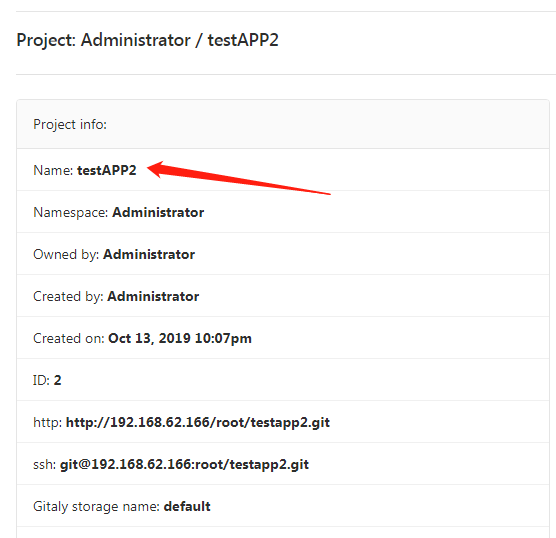 Project: Administrator / testAPP2
Project info:
Name: testAPP2
Namespace: Administrator
Owned by: Administrator
Created by: Administrator
Created on: Oct 13, 2019 10:07pm
ID: 2
http: http://192.168.62.166/root/testapp2.git
ssh: git@192.168.62.166:root/testapp2.git
Gitaly storage name: default